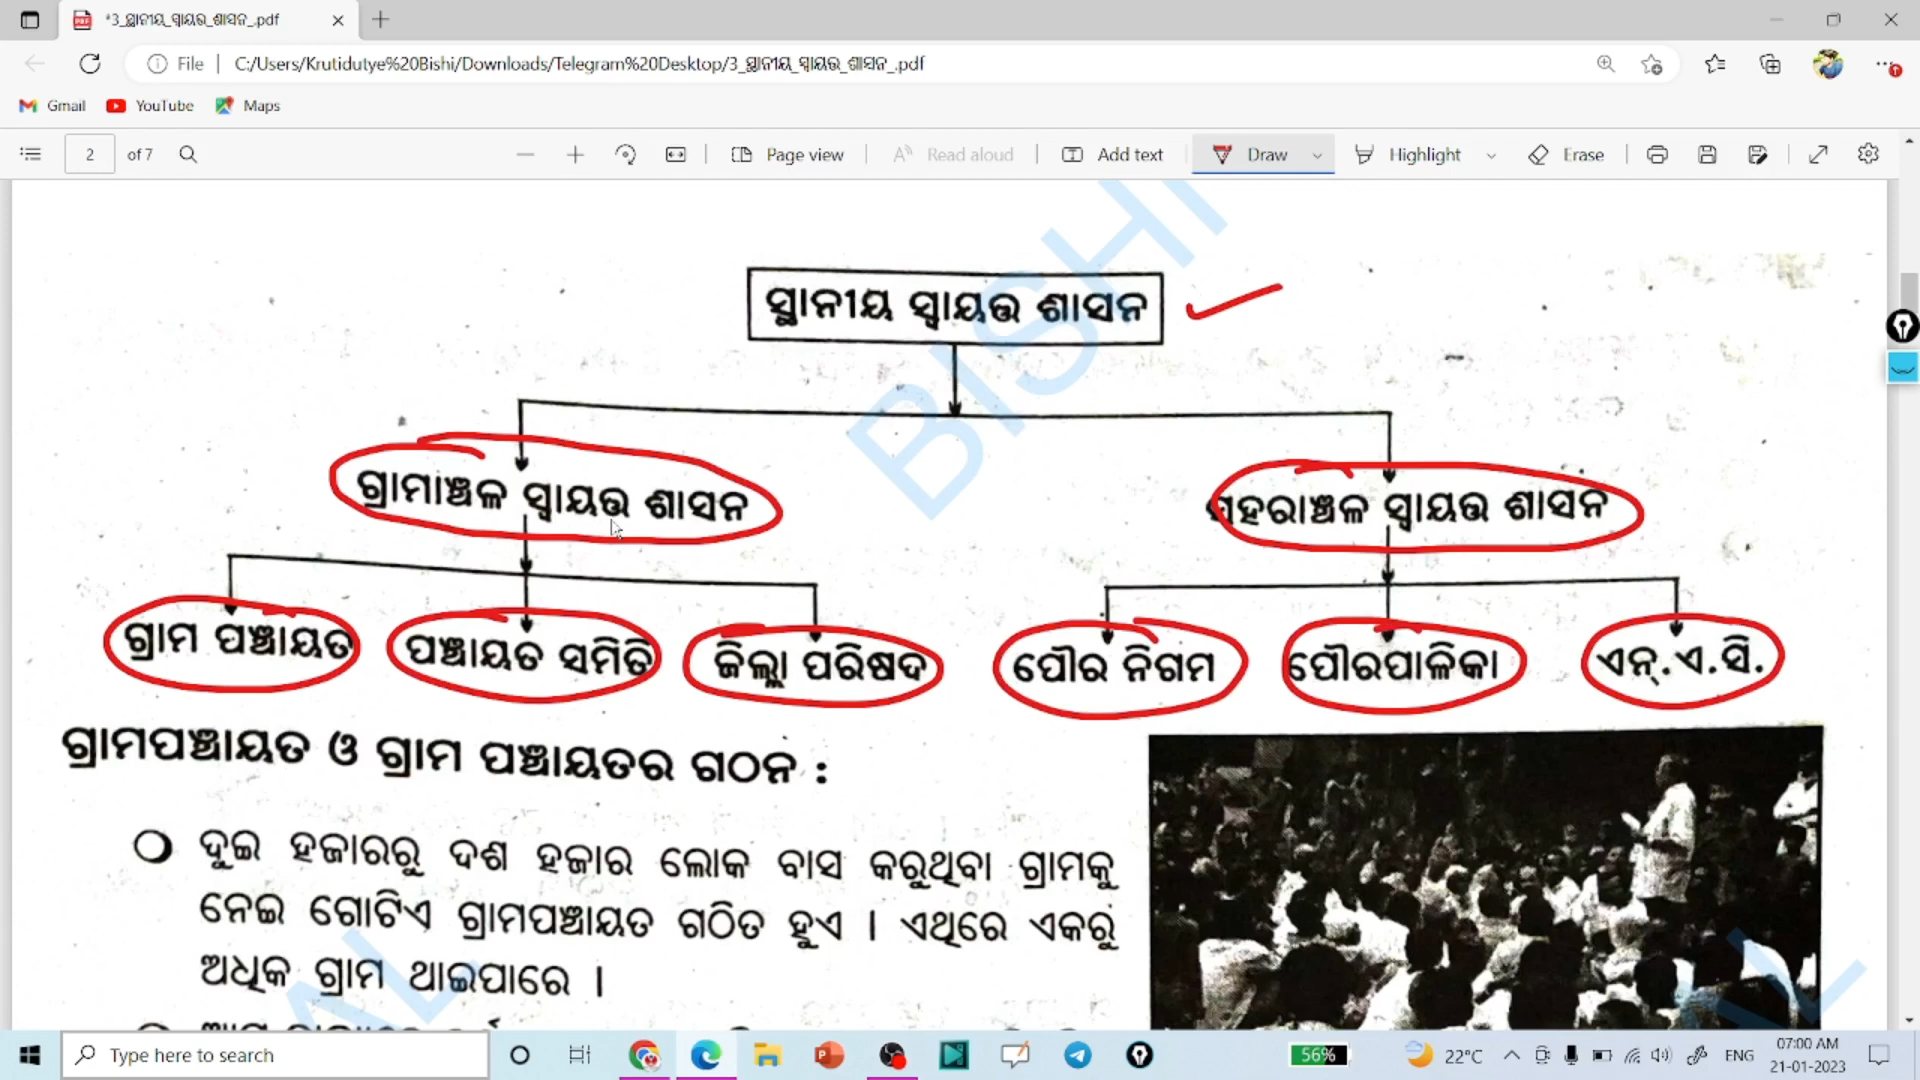 *3_ସ୍ଥାନୀୟ_ସ୍ୱାୟତ୍ତ_ଶାସନ_.pdf
File
C:/Users/Krutidutye%20Bishi/Downloads/Telegram%20Desktop/3_ସ୍ଥାନୀୟ_ସ୍ୱାୟତ୍ତ_ଶାସନ_.pdf
Gmail YouTube Maps
2 of 7 Page view Read aloud Add text Draw Highlight Erase
BISHI
ସ୍ଥାନୀୟ ସ୍ୱାୟତ୍ତ ଶାସନ
ଗ୍ରାମାଞ୍ଚଳ ସ୍ୱାୟତ୍ତ ଶାସନ ସହରାଞ୍ଚଳ ସ୍ୱାୟତ୍ତ ଶାସନ
ଗ୍ରାମ ପଞ୍ଚାୟତ ପଞ୍ଚାୟତ ସମିତି ଜିଲ୍ଲା ପରିଷଦ ପୌର ନିଗମ ପୌରପାଳିକା ଏନ୍.ଏ.ସି.
ଗ୍ରାମପଞ୍ଚାୟତ ଓ ଗ୍ରାମ ପଞ୍ଚାୟତର ଗଠନ :
ଦୁଇ ହଜାରରୁ ଦଶ ହଜାର ଲୋକ ବାସ କରୁଥିବା ଗ୍ରାମକୁ
ନେଇ ଗୋଟିଏ ଗ୍ରାମପଞ୍ଚାୟତ ଗଠିତ ହୁଏ । ଏଥିରେ ଏକରୁ
ଅଧିକ ଗ୍ରାମ ଥାଇପାରେ ।
Type here to search
56%
22°C
ENG
07:00 AM
21-01-2023